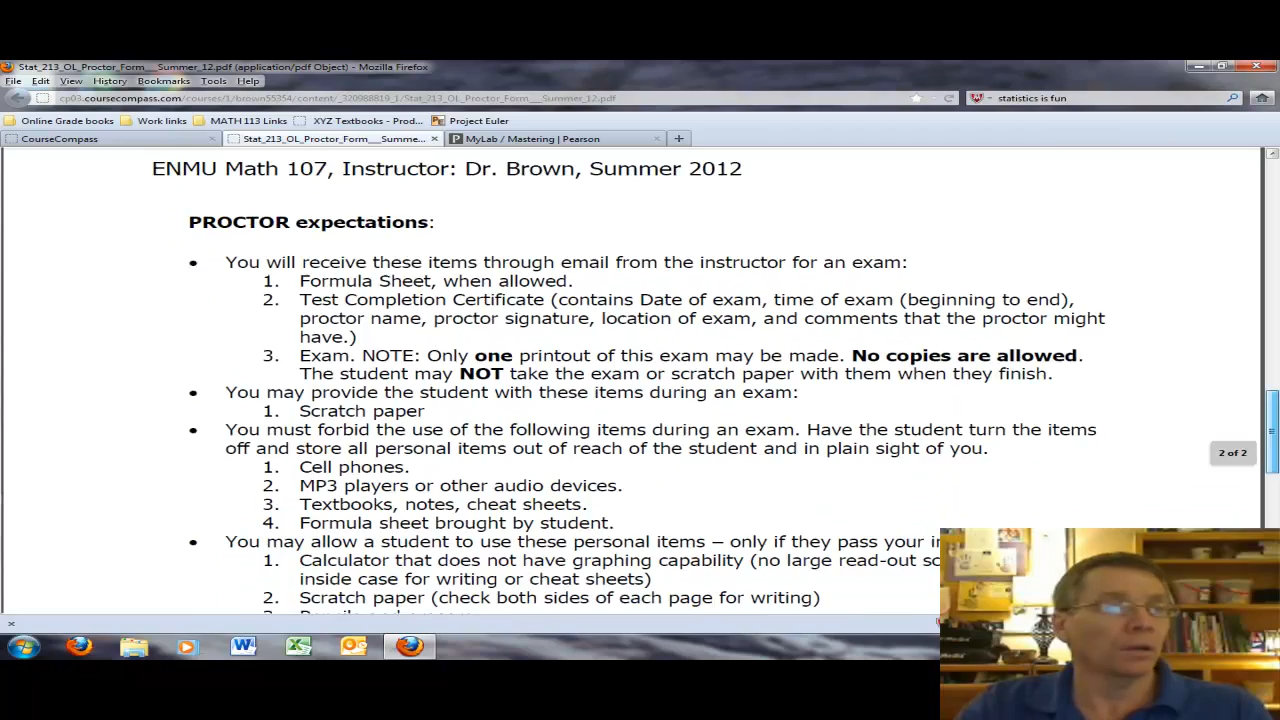 Stat_213_OL_Proctor_Form___Summer_12.pdf (application/pdf Object) - Mozilla Firefox
File Edit View History Bookmarks Tools Help
cp03.coursecompass.com/courses/1/brown55354/content/_320988819_1/Stat_213_OL_Proctor_Form___Summer_12.pdf
statistics is fun
Online Grade books Work links MATH 113 Links XYZ Textbooks - Prod... Project Euler
CourseCompass Stat_213_OL_Proctor_Form___Summe... MyLab / Mastering | Pearson
ENMU Math 107, Instructor: Dr. Brown, Summer 2012
PROCTOR expectations:
• You will receive these items through email from the instructor for an exam:
1. Formula Sheet, when allowed.
2. Test Completion Certificate (contains Date of exam, time of exam (beginning to end),
proctor name, proctor signature, location of exam, and comments that the proctor might
have.)
3. Exam. NOTE: Only one printout of this exam may be made. No copies are allowed.
The student may NOT take the exam or scratch paper with them when they finish.
• You may provide the student with these items during an exam:
1. Scratch paper
• You must forbid the use of the following items during an exam. Have the student turn the items
off and store all personal items out of reach of the student and in plain sight of you.
2 of 2
1. Cell phones.
2. MP3 players or other audio devices.
3. Textbooks, notes, cheat sheets.
4. Formula sheet brought by student.
• You may allow a student to use these personal items – only if they pass your
1. Calculator that does not have graphing capability (no large read-out
inside case for writing or cheat sheets)
2. Scratch paper (check both sides of each page for writing)